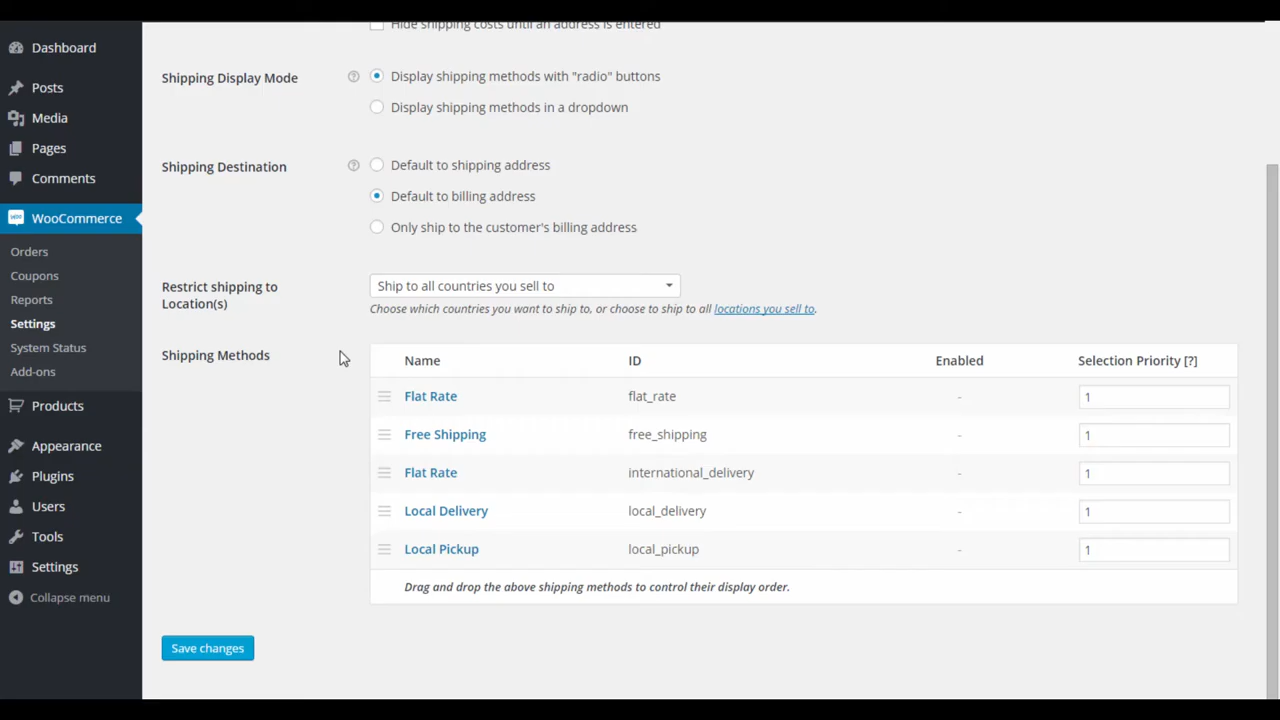 Hide shipping costs until an address is entered
Dashboard
Posts
Media
Pages
Comments
WooCommerce
Orders
Coupons
Reports
Settings
System Status
Add-ons
Products
Appearance
Plugins
Users
Tools
Settings
Collapse menu
Shipping Display Mode
Display shipping methods with "radio" buttons
Display shipping methods in a dropdown
Shipping Destination
Default to shipping address
Default to billing address
Only ship to the customer's billing address
Restrict shipping to
Location(s)
Ship to all countries you sell to
Choose which countries you want to ship to, or choose to ship to all locations you sell to.
Shipping Methods
Name ID Enabled Selection Priority [?]
Flat Rate flat_rate - 1
Free Shipping free_shipping - 1
Flat Rate international_delivery - 1
Local Delivery local_delivery - 1
Local Pickup local_pickup - 1
Drag and drop the above shipping methods to control their display order.
Save changes